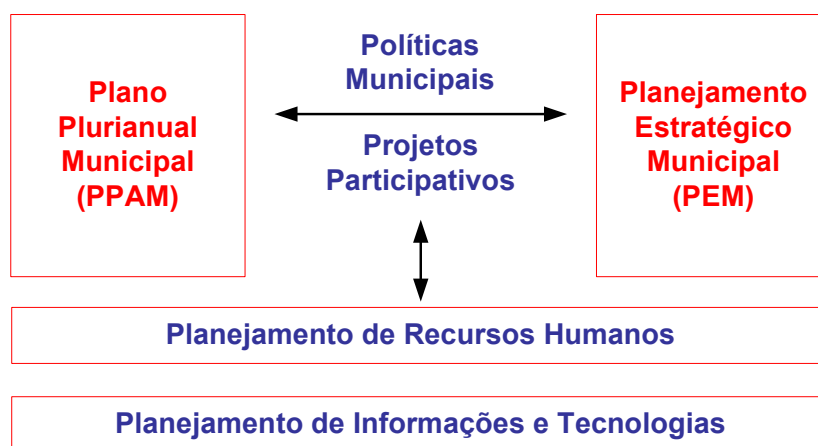 Plano
Plurianual
Municipal
(PPAM)
Políticas
Municipais
Projetos
Participativos
Planejamento
Estratégico
Municipal
(PEM)
Planejamento de Recursos Humanos
Planejamento de Informações e Tecnologias